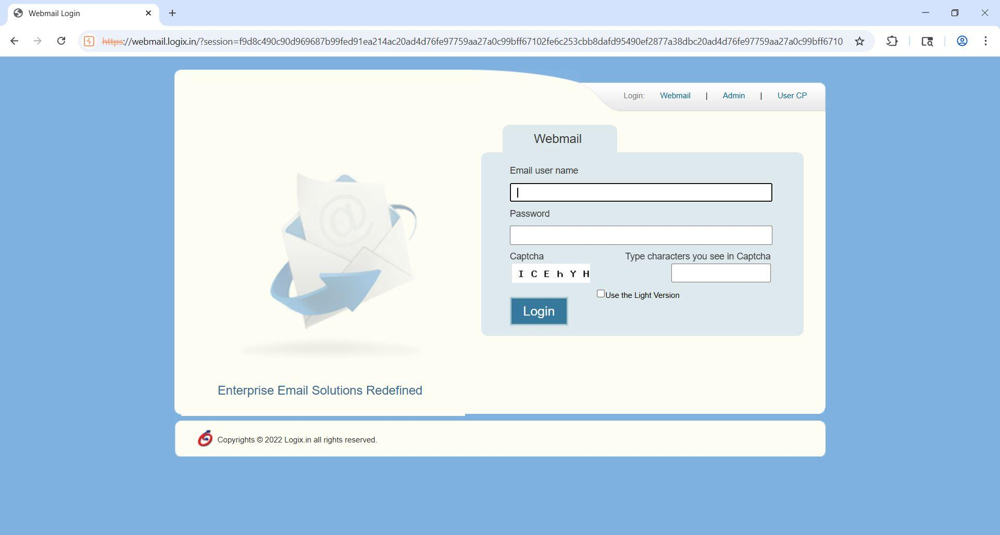 Webmail Login
https://webmail.logix.in/?session=f9d8c490c90d969687b99fed91ea214ac20ad4d76fe97759aa27a0c99bff67102fe6c253cbb8dafd95490ef2877a38dbc20ad4d76fe97759aa27a0c99bff6710
Login: Webmail | Admin | User CP
Webmail
Email user name
Password
Captcha Type characters you see in Captcha
I C E h Y H
Use the Light Version
Login
@
Enterprise Email Solutions Redefined
Copyrights © 2022 Logix.in all rights reserved.